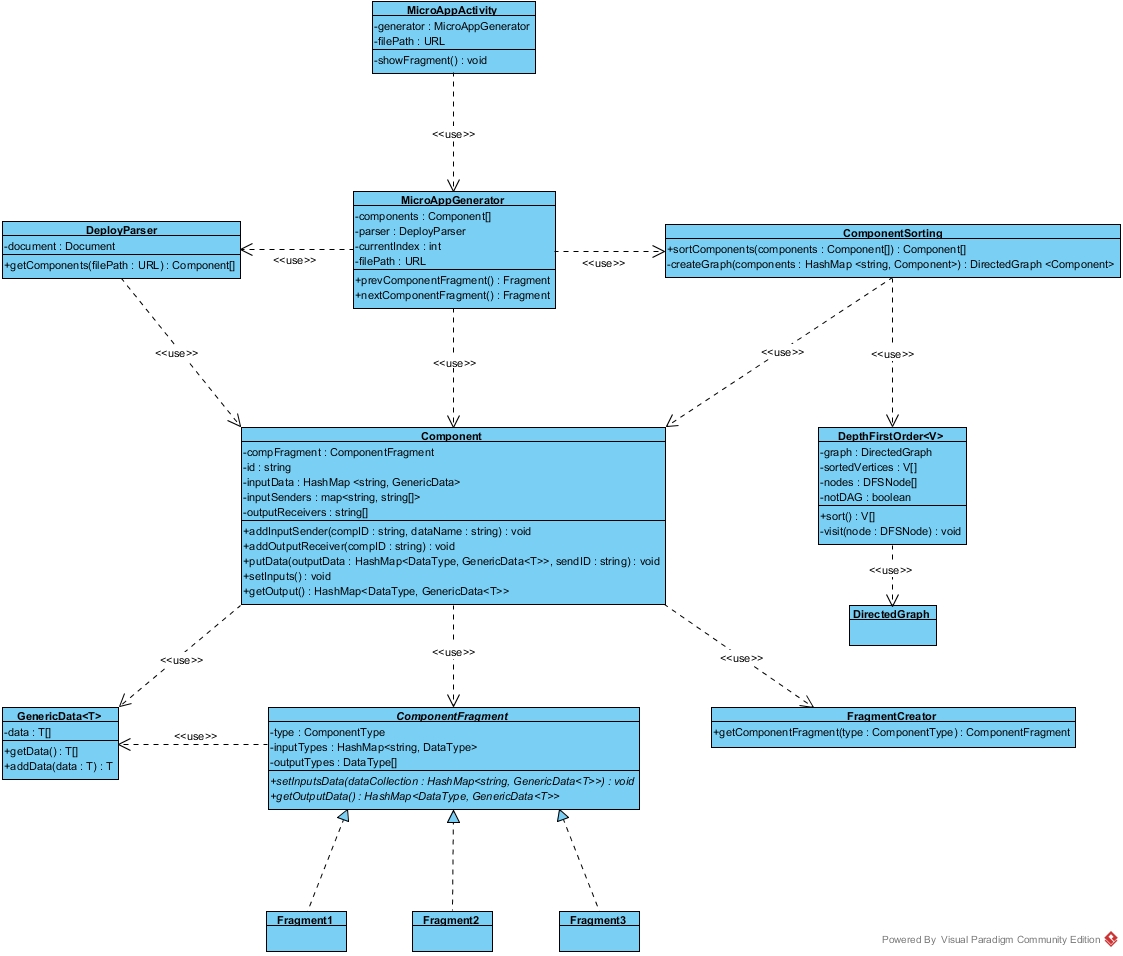 MicroAppActivity
-generator : MicroAppGenerator
-filePath : URL
-showFragment() : void
<<use>>
MicroAppGenerator
-components : Component[]
-parser : DeployParser
-currentIndex : int
-filePath : URL
+prevComponentFragment() : Fragment
+nextComponentFragment() : Fragment
DeployParser
-document : Document
+getComponents(filePath : URL) : Component[]
<<use>>
<<use>>
ComponentSorting
+sortComponents(components : Component[]) : Component[]
-createGraph(components : HashMap <string, Component>) : DirectedGraph <Component>
<<use>>
<<use>>
<<use>>
<<use>>
Component
-compFragment : ComponentFragment
-id : string
-inputData : HashMap <string, GenericData>
-inputSenders : map<string, string[]>
-outputReceivers : string[]
+addInputSender(compID : string, dataName : string) : void
+addOutputReceiver(compID : string) : void
+putData(outputData : HashMap<DataType, GenericData<T>>, sendID : string) : void
+setInputs() : void
+getOutput() : HashMap<DataType, GenericData<T>>
DepthFirstOrder<V>
-graph : DirectedGraph
-sortedVertices : V[]
-nodes : DFSNode[]
-notDAG : boolean
+sort() : V[]
-visit(node : DFSNode) : void
<<use>>
DirectedGraph
<<use>>
<<use>>
<<use>>
GenericData<T>
-data : T[]
+getData() : T[]
+addData(data : T) : T
<<use>>
ComponentFragment
-type : ComponentType
-inputTypes : HashMap<string, DataType>
-outputTypes : DataType[]
+setInputsData(dataCollection : HashMap<string, GenericData<T>>) : void
+getOutputData() : HashMap<DataType, GenericData<T>>
FragmentCreator
+getComponentFragment(type : ComponentType) : ComponentFragment
Fragment1
Fragment2
Fragment3
Powered By Visual Paradigm Community Edition